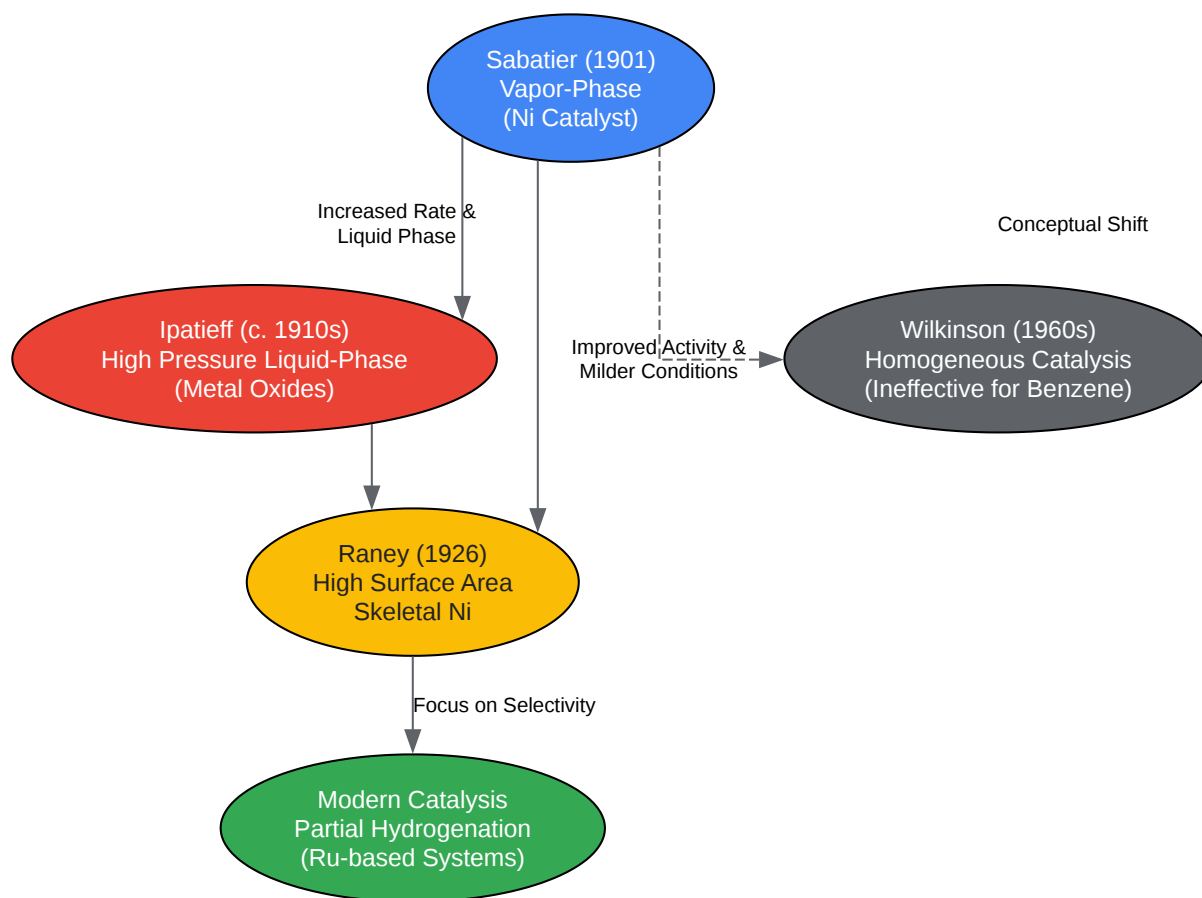 Sabatier (1901)
Vapor-Phase
(Ni Catalyst)
Increased Rate &
Liquid Phase
Conceptual Shift
Ipatieff (c. 1910s)
High Pressure Liquid-Phase
(Metal Oxides)
Improved Activity &
Milder Conditions
Wilkinson (1960s)
Homogeneous Catalysis
(Ineffective for Benzene)
Raney (1926)
High Surface Area
Skeletal Ni
Focus on Selectivity
Modern Catalysis
Partial Hydrogenation
(Ru-based Systems)